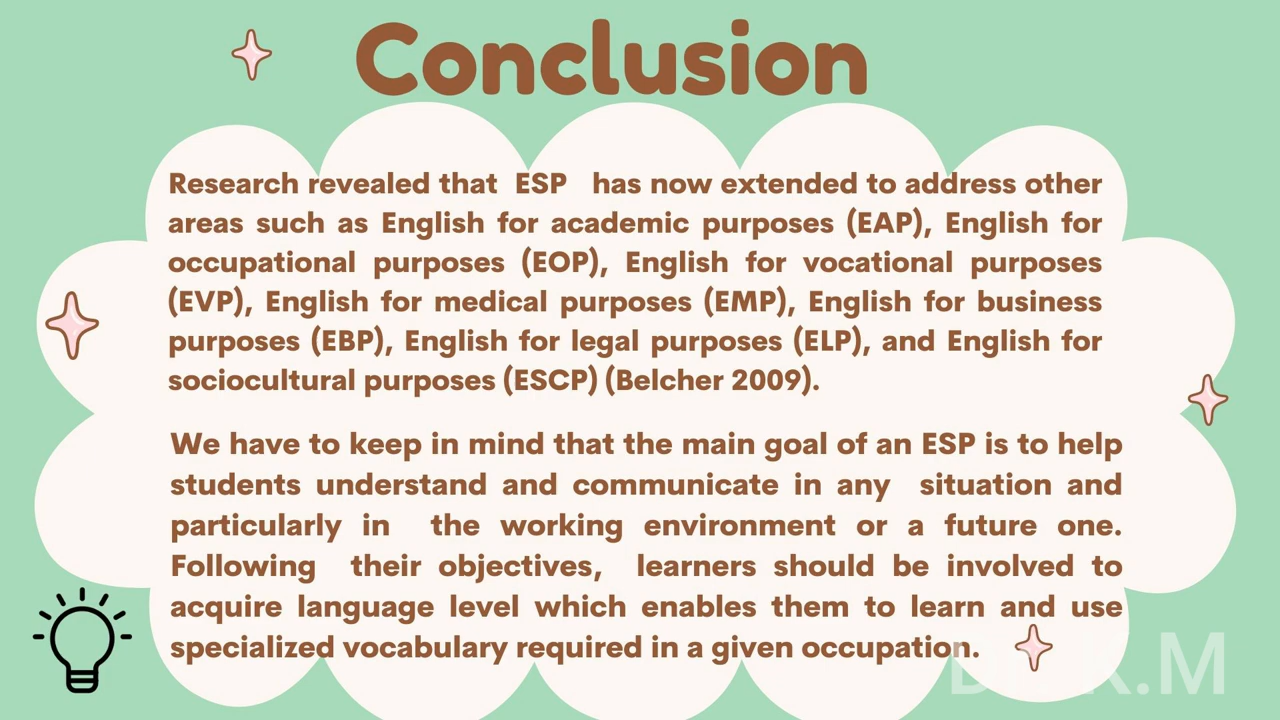 Conclusion
Research revealed that ESP has now extended to address other
areas such as English for academic purposes (EAP), English for
occupational purposes (EOP), English for vocational purposes
(EVP), English for medical purposes (EMP), English for business
purposes (EBP), English for legal purposes (ELP), and English for
sociocultural purposes (ESCP) (Belcher 2009).
We have to keep in mind that the main goal of an ESP is to help
students understand and communicate in any situation and
particularly in the working environment or a future one.
Following their objectives, learners should be involved to
acquire language level which enables them to learn and use
specialized vocabulary required in a given occupation.